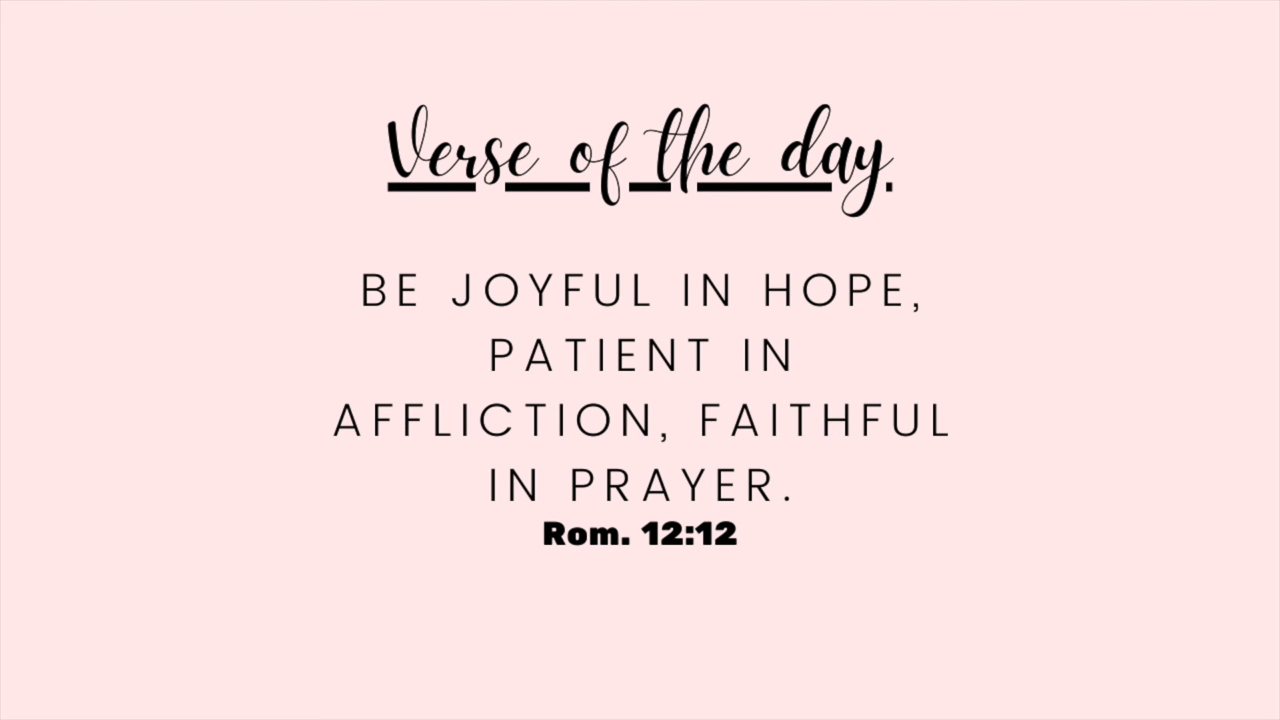 Verse of the day.
BE JOYFUL IN HOPE,
PATIENT IN
AFFLICTION, FAITHFUL
IN PRAYER.
Rom. 12:12